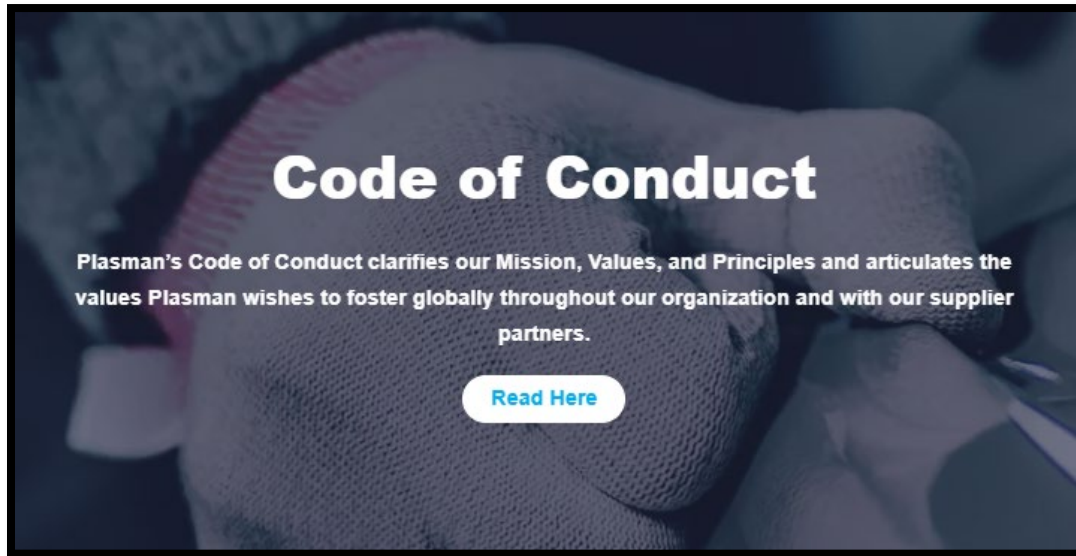 Code of Conduct
Plasman’s Code of Conduct clarifies our Mission, Values, and Principles and articulates the
values Plasman wishes to foster globally throughout our organization and with our supplier
partners.
Read Here